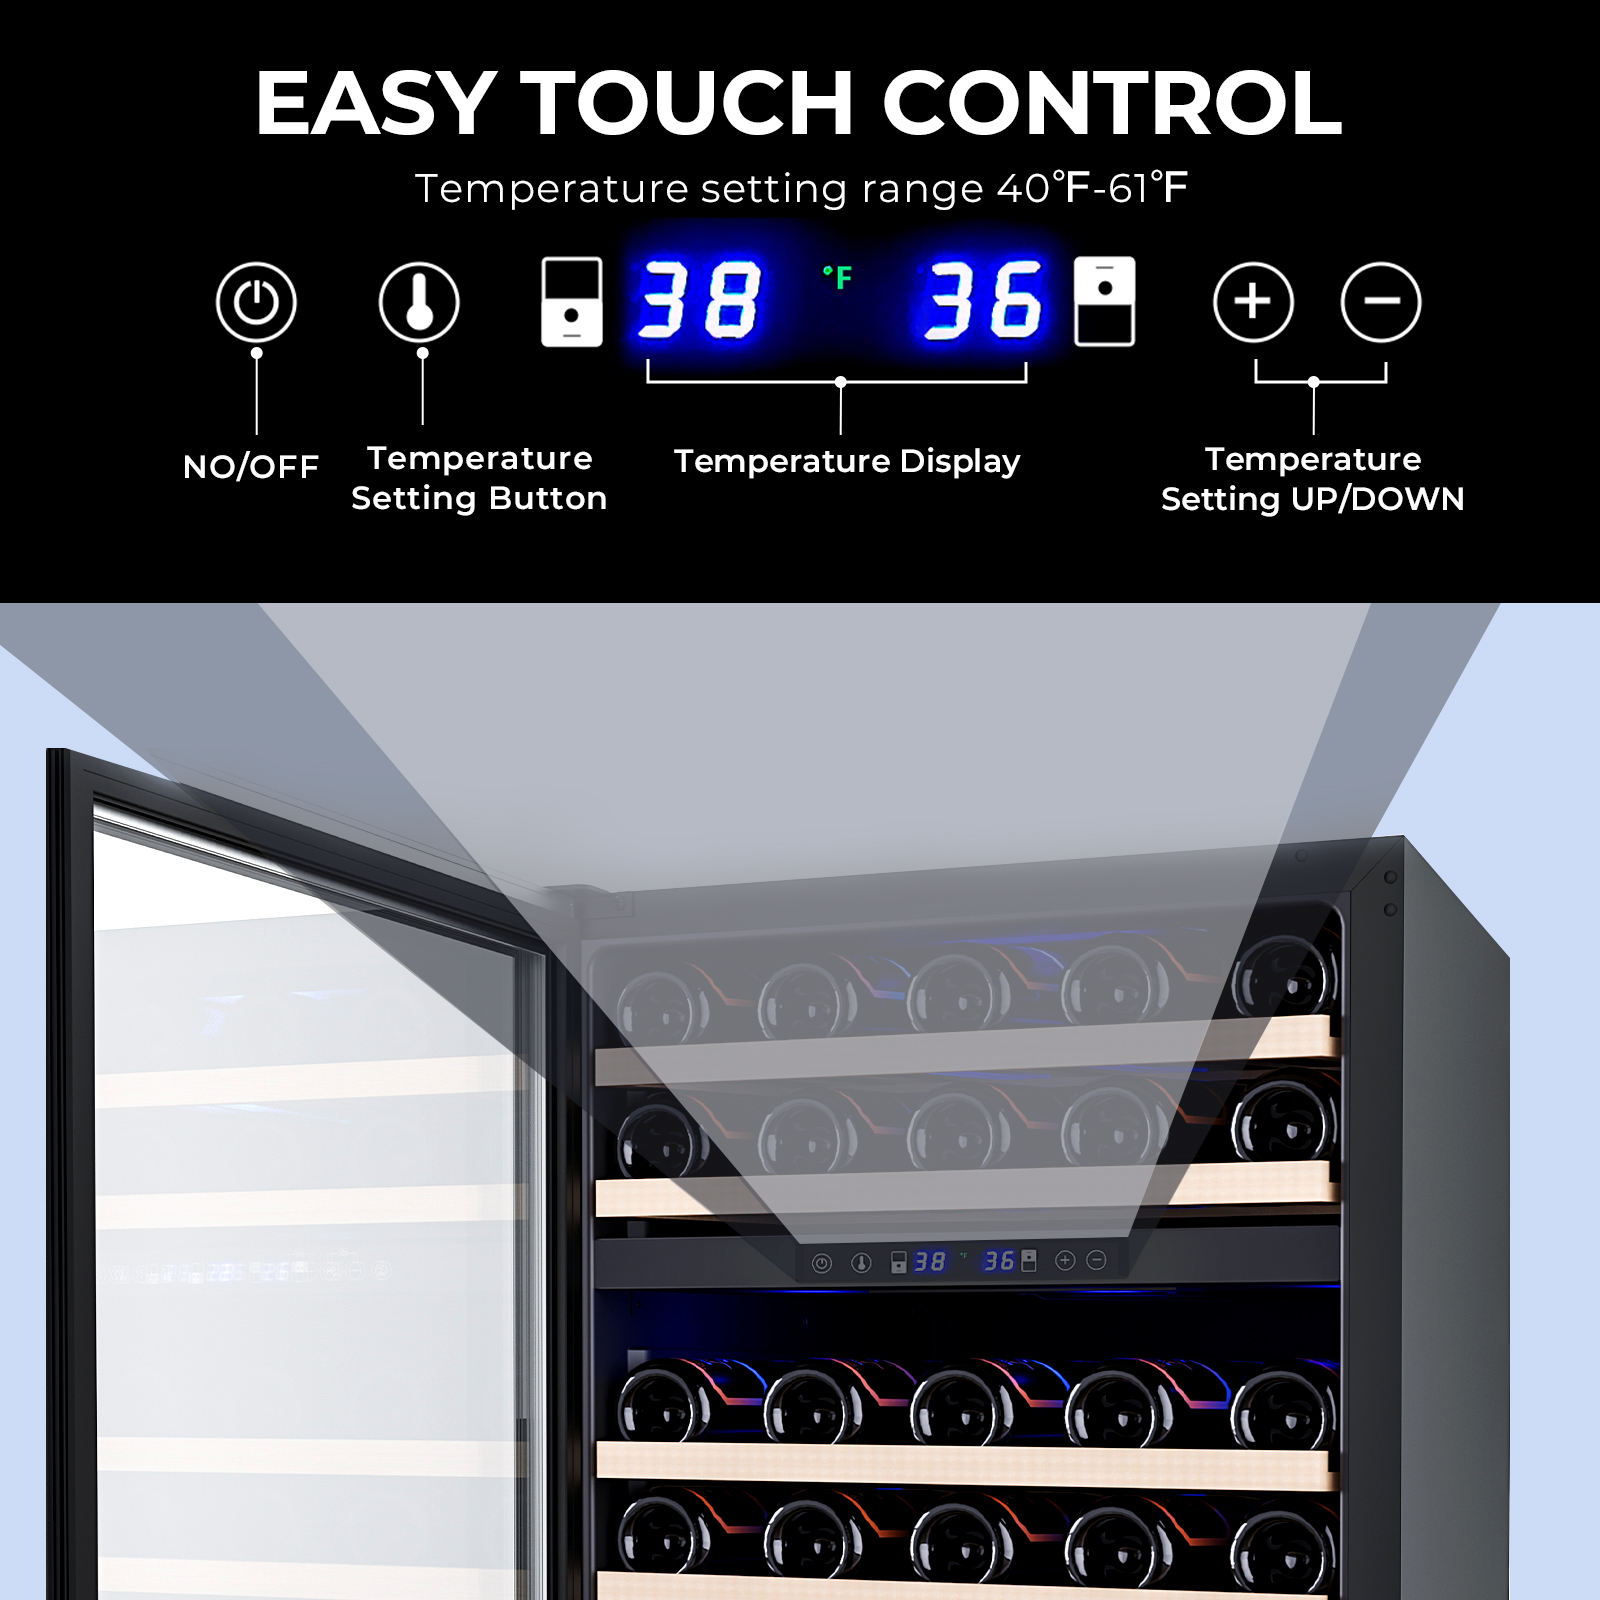 EASY TOUCH CONTROL
Temperature setting range 40°F-61°F
38 °F 36
NO/OFF
Temperature
Setting Button
Temperature Display
Temperature
Setting UP/DOWN
38 °F 36